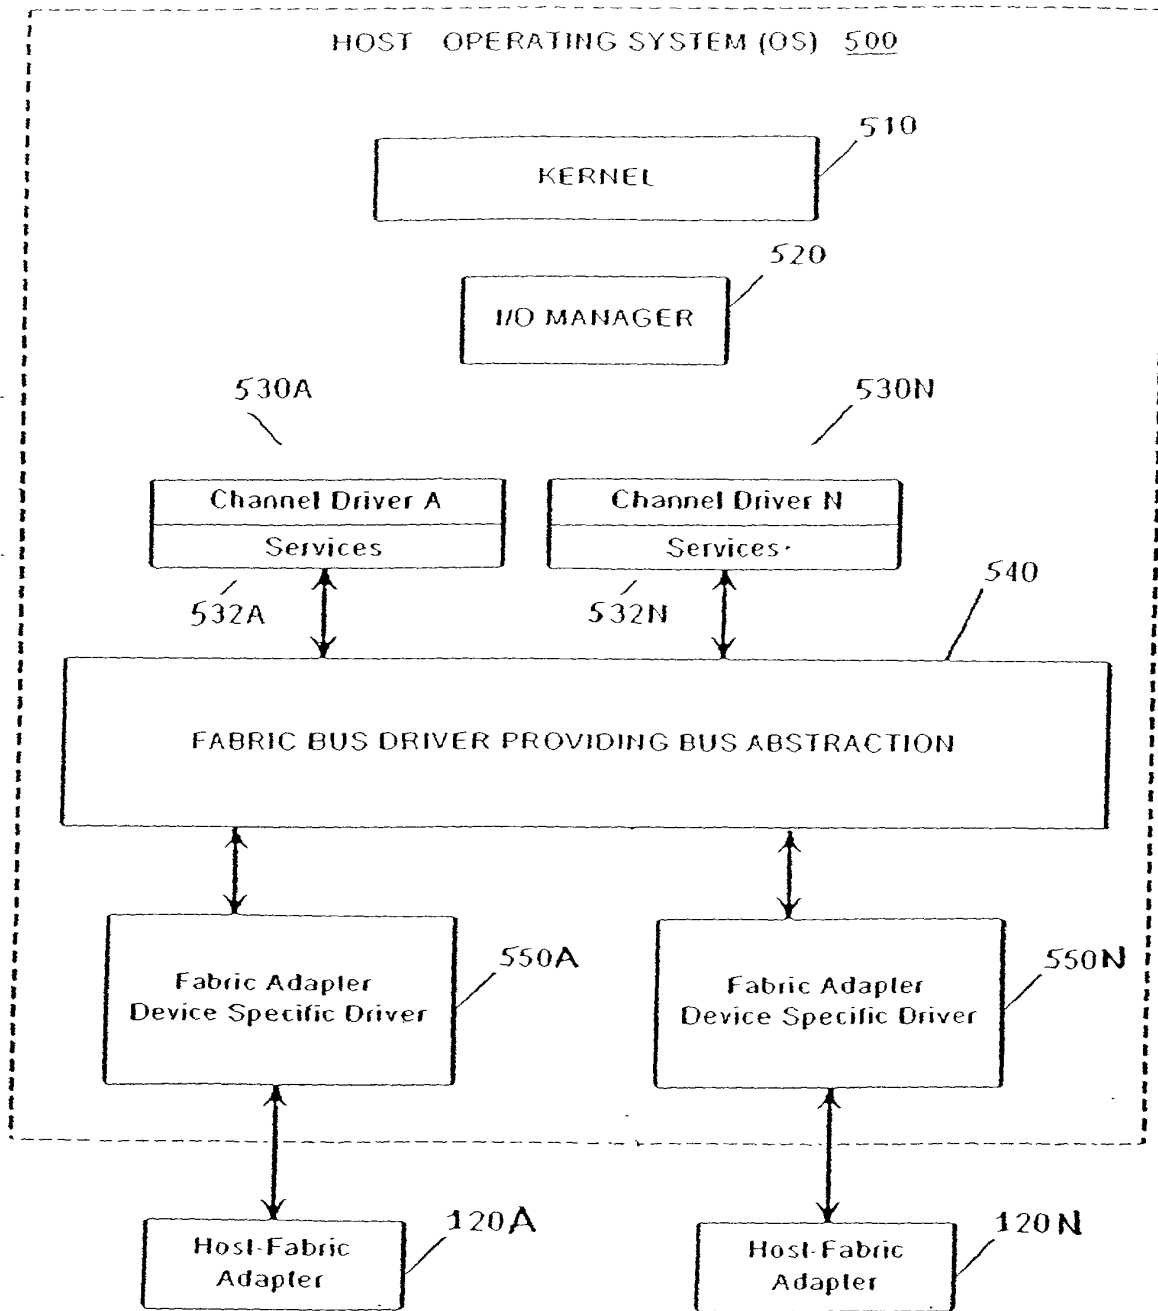 HOST OPERATING SYSTEM (OS) 500
510
KERNEL
520
I/O MANAGER
530A
530N
Channel Driver A
Channel Driver N
Services
Services
540
532A
532N
FABRIC BUS DRIVER PROVIDING BUS ABSTRACTION
550A
550N
Fabric Adapter
Device Specific Driver
Fabric Adapter
Device Specific Driver
120A
120N
Host-Fabric
Adapter
Host-Fabric
Adapter